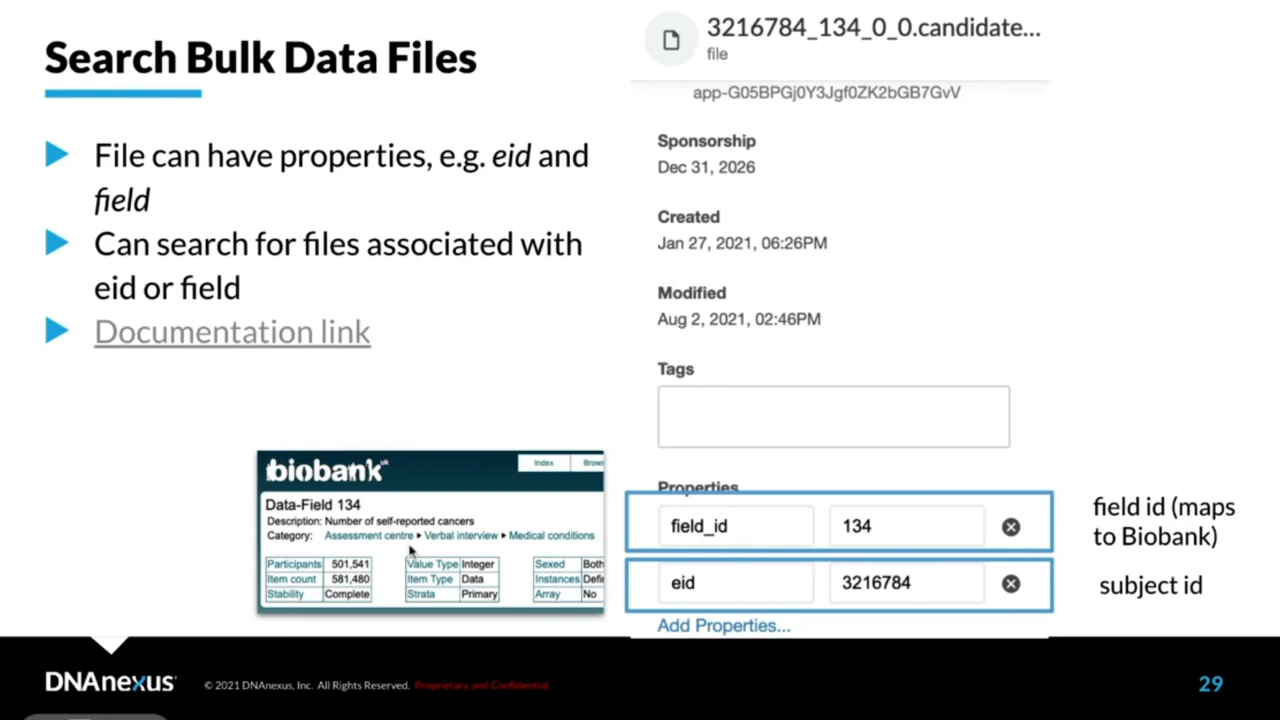 Search Bulk Data Files
File can have properties, e.g. eid and
field
Can search for files associated with
eid or field
Documentation link
biobank uk
Index
Data-Field 134
Description: Number of self-reported cancers
Category: Assessment centre ▸ Verbal interview ▸ Medical conditions
Participants 501,541 Value Type Integer Sexed Both
Item count 581,480 Item Type Data Instances Defi
Stability Complete Strata Primary Array No
3216784_134_0_0.candidate...
file
app-G05BPGj0Y3Jgf0ZK2bGB7GvV
Sponsorship
Dec 31, 2026
Created
Jan 27, 2021, 06:26PM
Modified
Aug 2, 2021, 02:46PM
Tags
Properties
field_id 134
eid 3216784
Add Properties...
field id (maps
to Biobank)
subject id
DNAnexus
© 2021 DNAnexus, Inc. All Rights Reserved. Proprietary and Confidential.
29